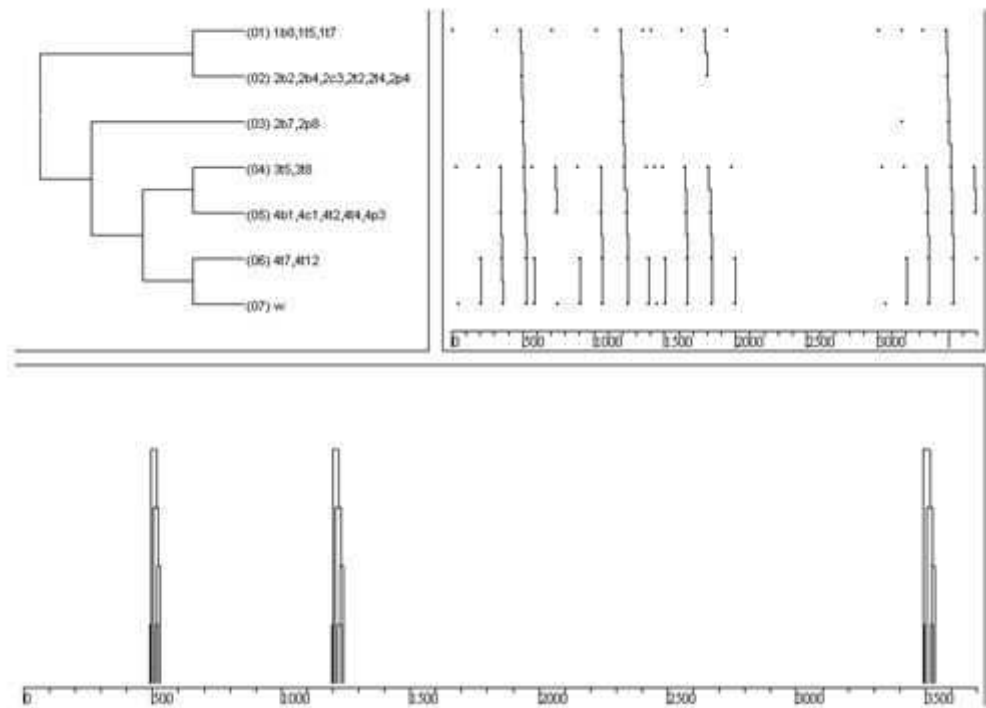 (01) 1b8,1t5,1t7
(02) 2b2,2b4,2c3,2t2,2t4,2p4
(03) 2b7,2p8
(04) 3t5,3t8
(05) 4b1,4c1,4t2,4t4,4p3
(06) 4t7,4t12
(07) w
0 500 1000 1500 2000 2500 3000
0 500 1000 1500 2000 2500 3000 3500